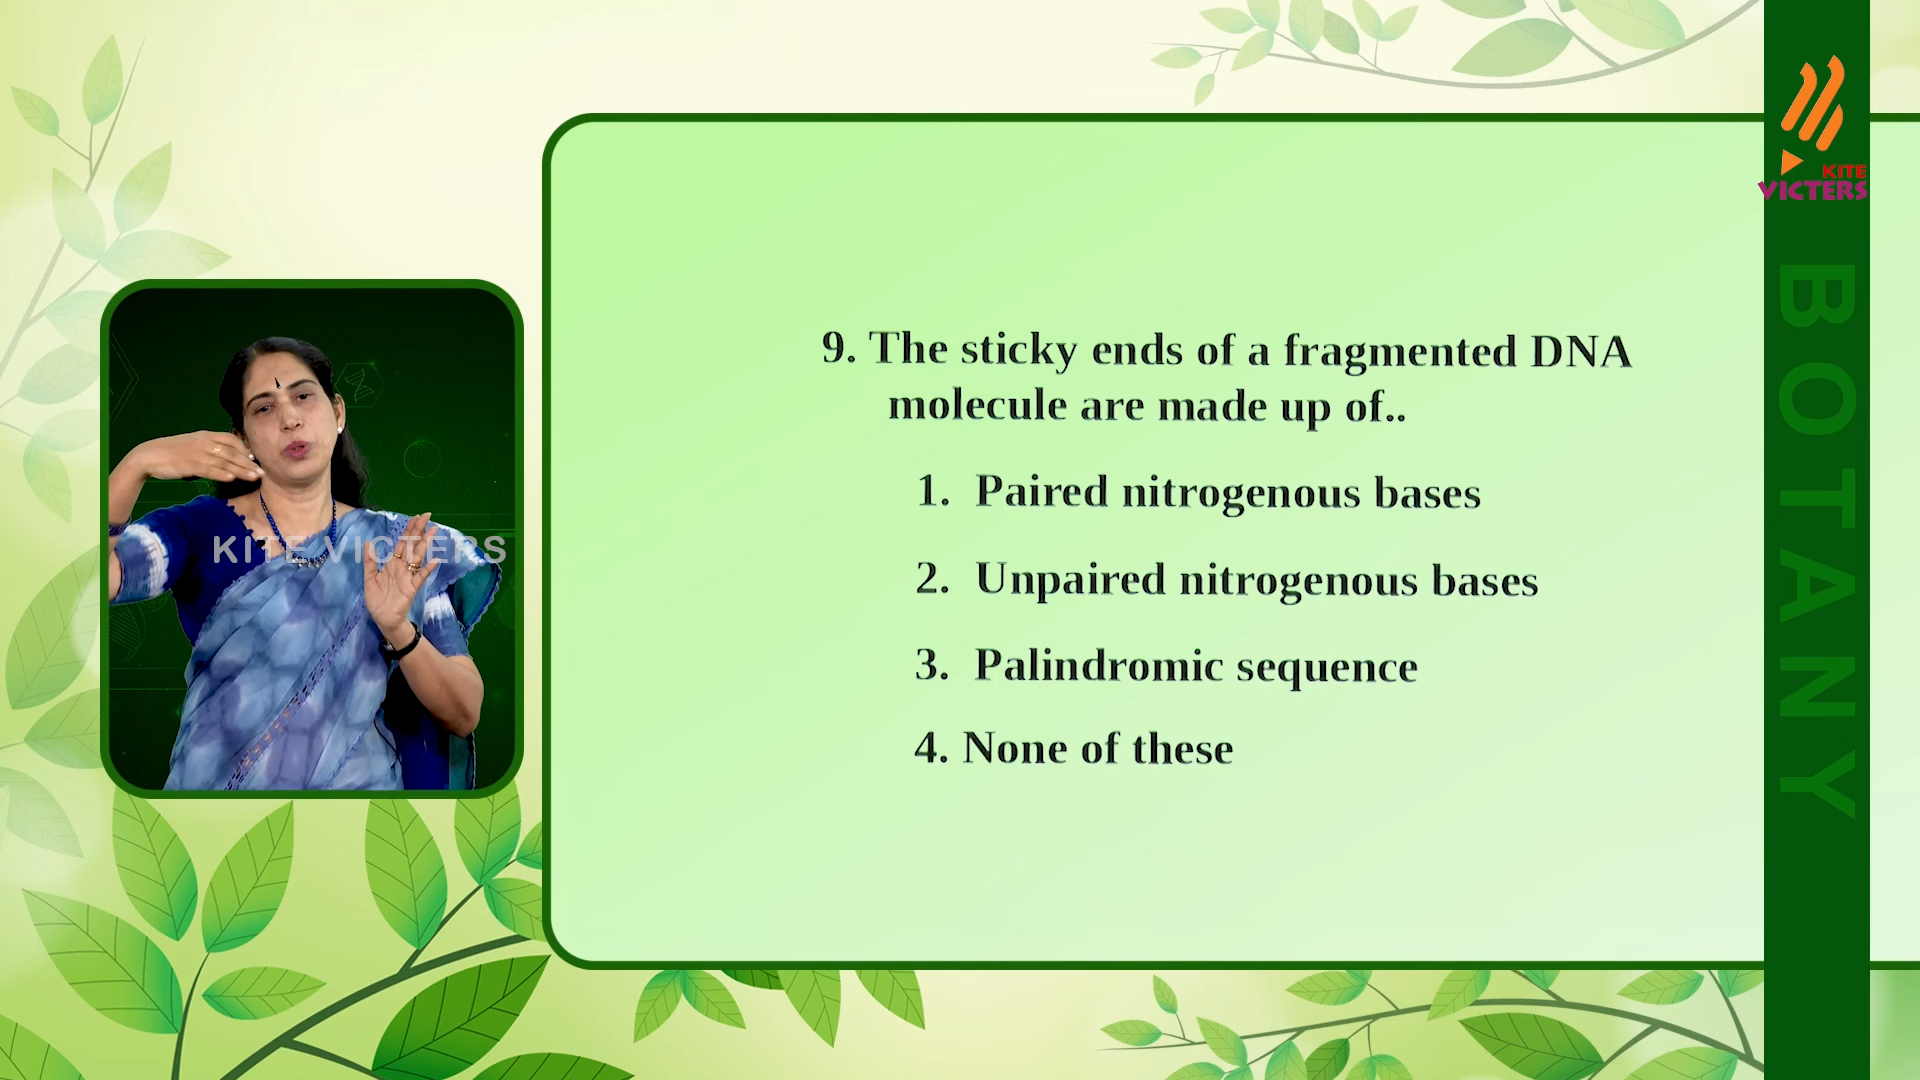 KITE
VICTERS
9. The sticky ends of a fragmented DNA
molecule are made up of..
1. Paired nitrogenous bases
2. Unpaired nitrogenous bases
3. Palindromic sequence
4. None of these
KITE VICTERS
BOTANY